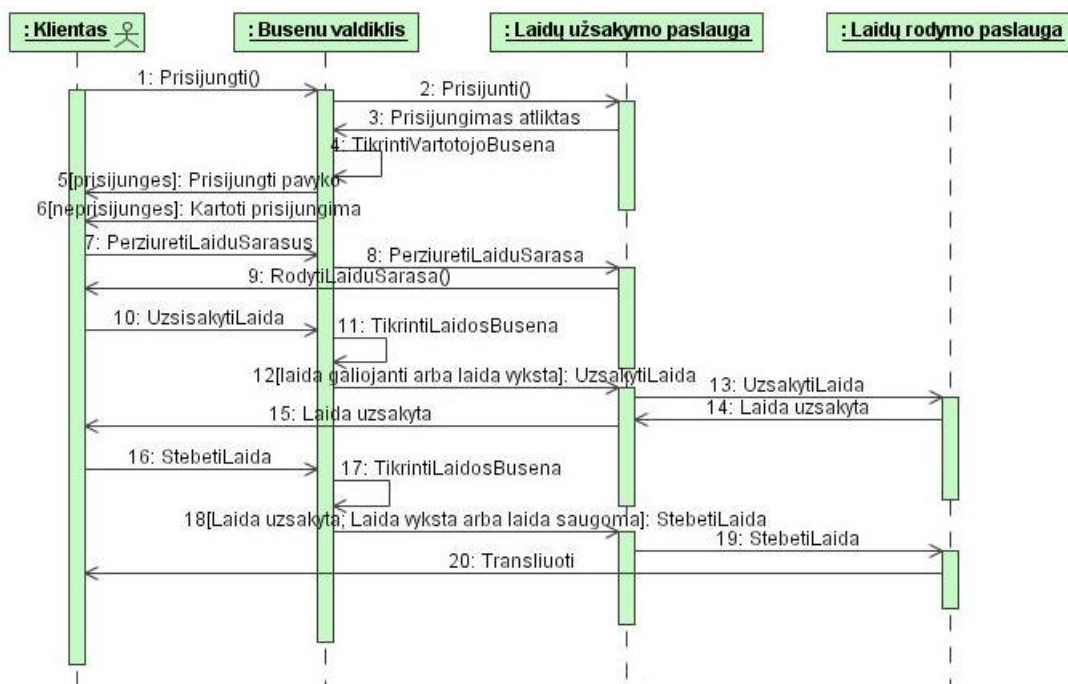 : Klientas
: Busenu valdiklis
: Laidų užsakymo paslauga
: Laidų rodymo paslauga
1: Prisijungti()
2: Prisijunti()
3: Prisijungimas atliktas
4: TikrintiVartotojoBusena
5[prisijunges]: Prisijungti pavyko
6[neprisijunges]: Kartoti prisijungima
7: PerziuretiLaiduSarasus
8: PerziuretiLaiduSarasa
9: RodytiLaiduSarasa()
10: UzsisakytiLaida
11: TikrintiLaidosBusena
12[laida galiojanti arba laida vyksta]: UzsakytiLaida
13: UzsakytiLaida
14: Laida uzsakyta
15: Laida uzsakyta
16: StebetiLaida
17: TikrintiLaidosBusena
18[Laida uzsakyta; Laida vyksta arba laida saugoma]: StebetiLaida
19: StebetiLaida
20: Transliuoti